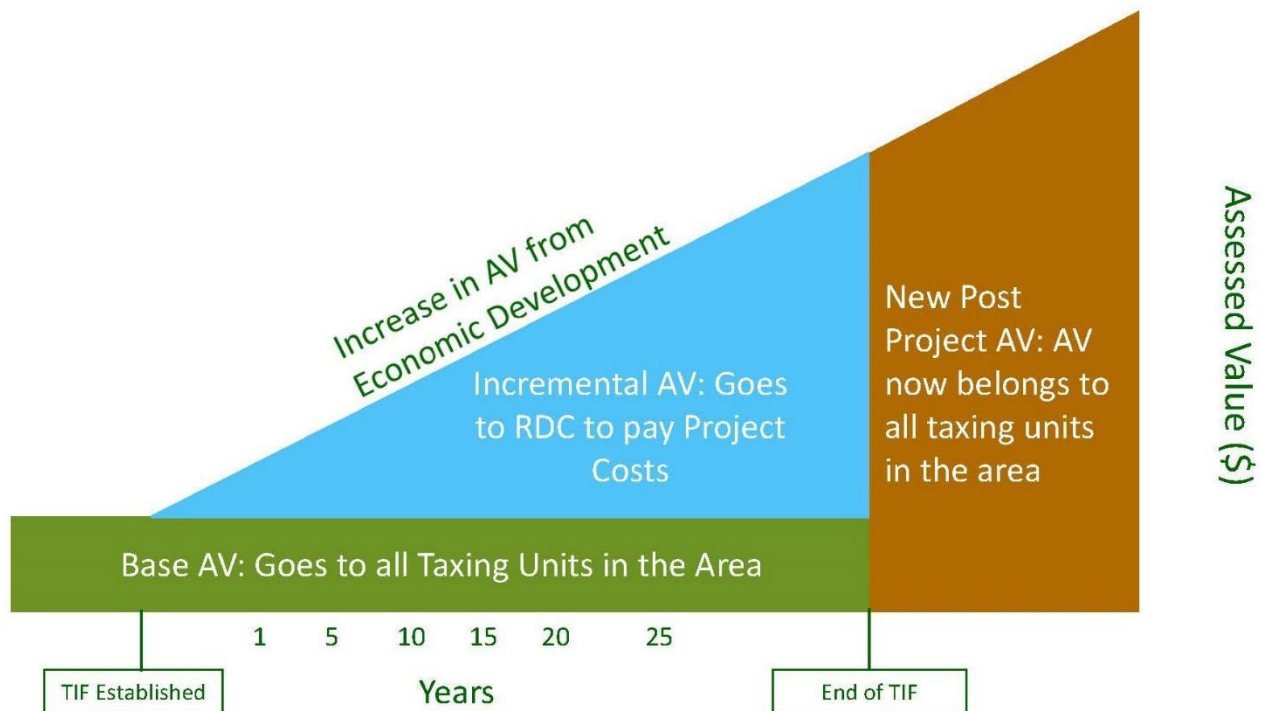 Increase in AV from
Economic Development
Incremental AV: Goes
to RDC to pay Project
Costs
New Post
Project AV: AV
now belongs to
all taxing units
in the area
Assessed Value ($)
Base AV: Goes to all Taxing Units in the Area
1 5 10 15 20 25
TIF Established
Years
End of TIF